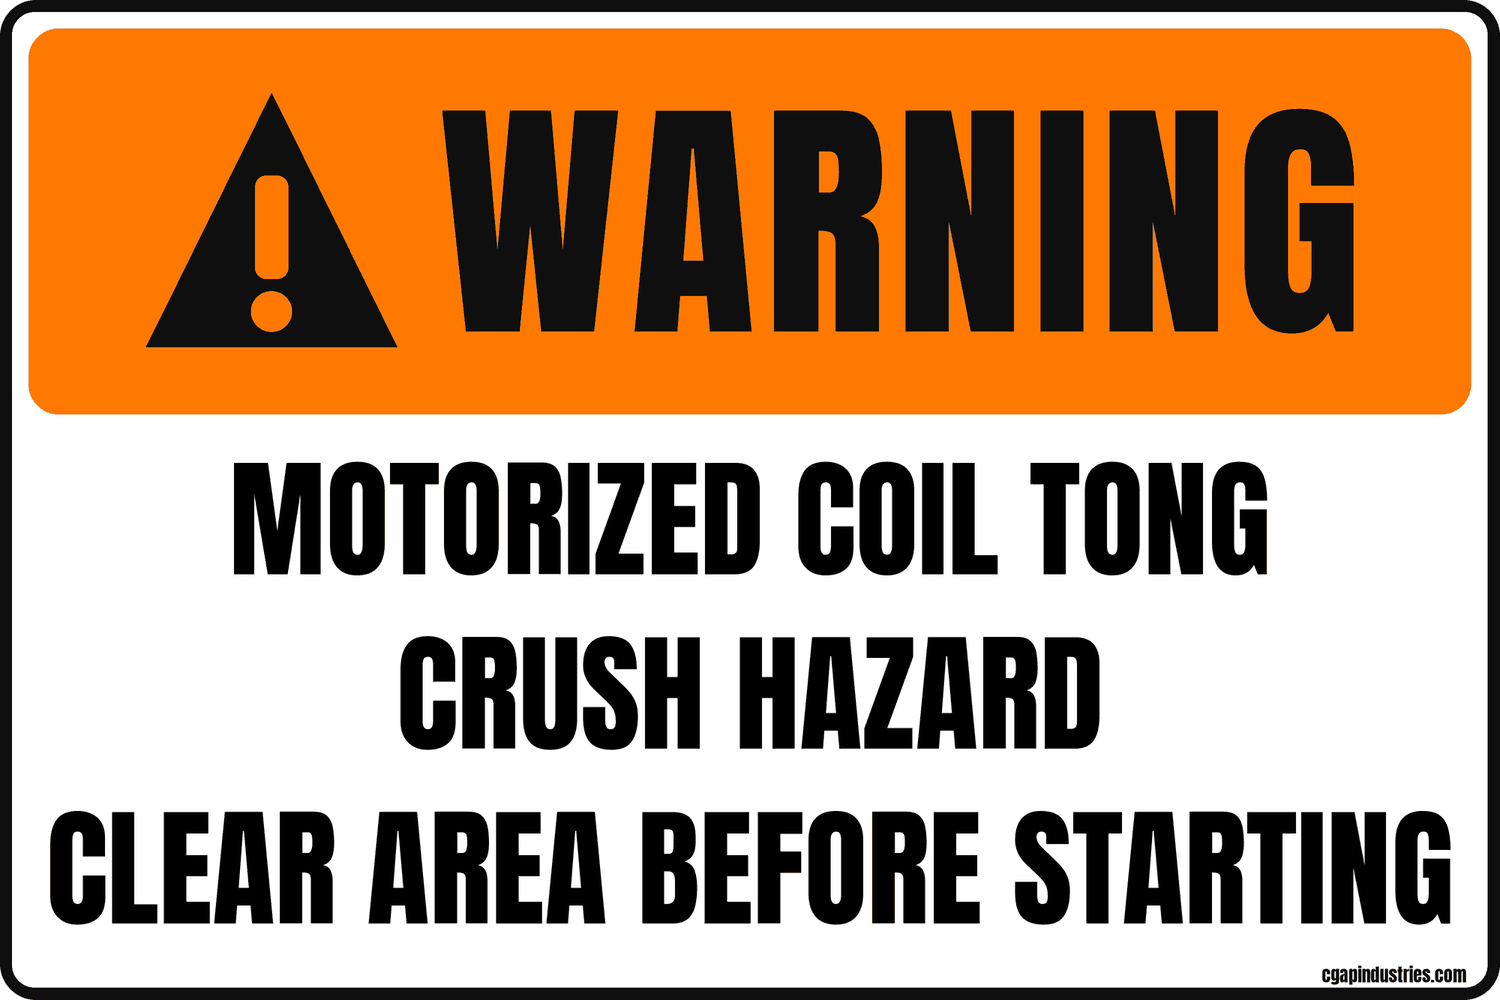 WARNING
MOTORIZED COIL TONG
CRUSH HAZARD
CLEAR AREA BEFORE STARTING
cgapindustries.com